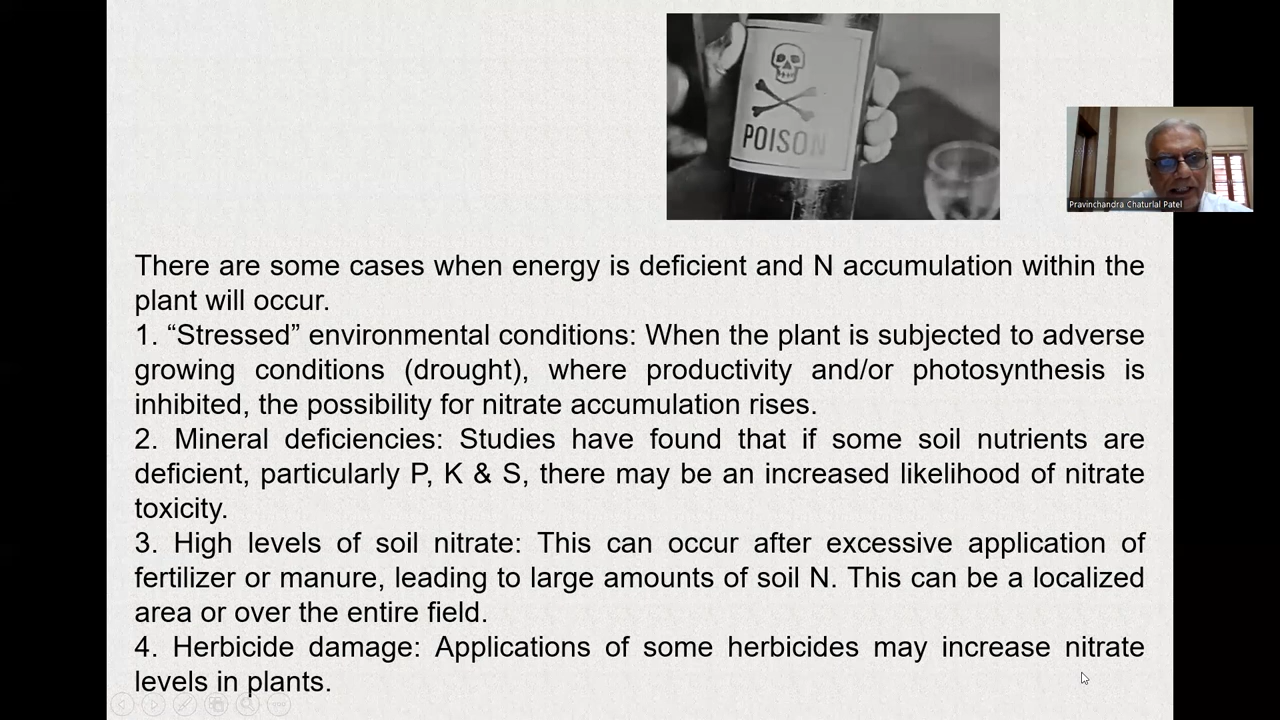 POISON
Pravinchandra Chaturlal Patel
There are some cases when energy is deficient and N accumulation within the
plant will occur.
1. “Stressed” environmental conditions: When the plant is subjected to adverse
growing conditions (drought), where productivity and/or photosynthesis is
inhibited, the possibility for nitrate accumulation rises.
2. Mineral deficiencies: Studies have found that if some soil nutrients are
deficient, particularly P, K & S, there may be an increased likelihood of nitrate
toxicity.
3. High levels of soil nitrate: This can occur after excessive application of
fertilizer or manure, leading to large amounts of soil N. This can be a localized
area or over the entire field.
4. Herbicide damage: Applications of some herbicides may increase nitrate
levels in plants.